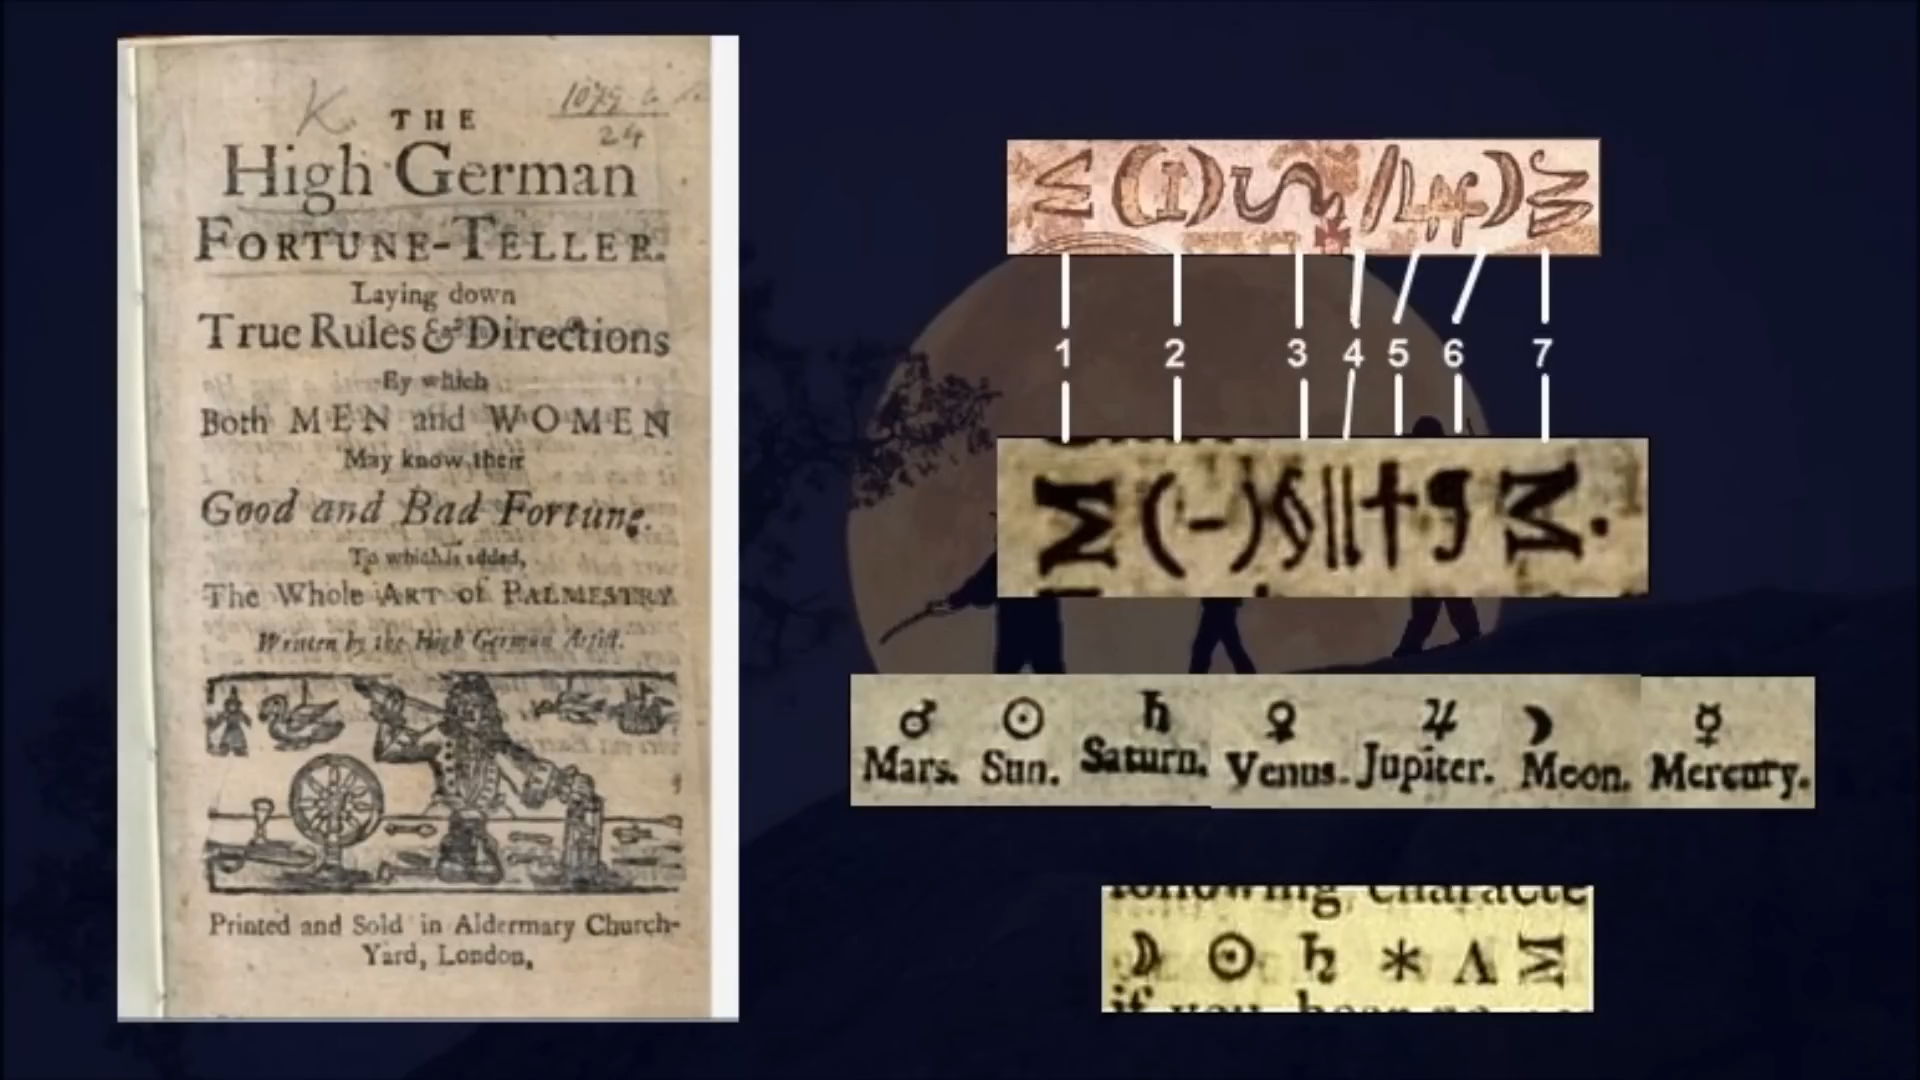 K
THE
High German
FORTUNE-TELLER.
Laying down
True Rules & Directions
By which
Both MEN and WOMEN
May know their
Good and Bad Fortune.
To which is added,
The Whole ART of PALMESTRY
Written by the High German Artist.
Printed and Sold in Aldermary Church-
Yard, London,
24
Σ (I) / ♃ ) Σ
1 2 3 4 5 6 7
Σ (-) § || † Σ.
♂ ☉ ♄ ♀ ♃ ☽ ☿
Mars. Sun. Saturn. Venus. Jupiter. Moon. Mercury.
following characte
☽ ☉ ♄ * Λ Σ